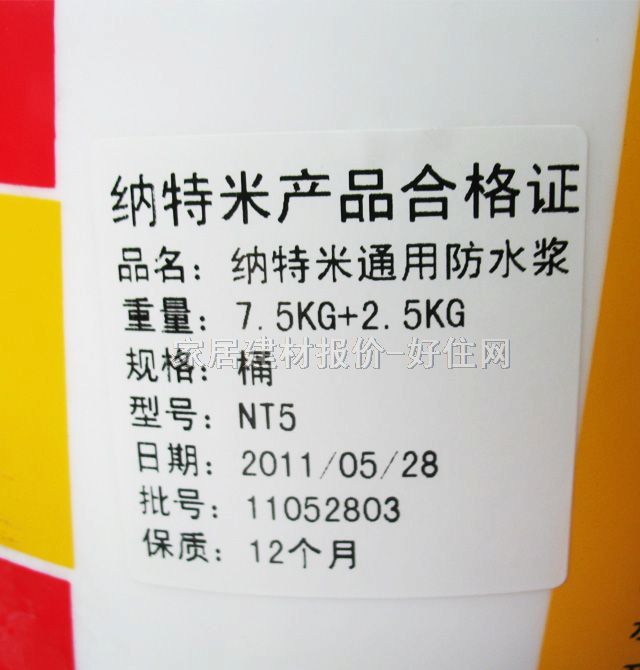 纳特米产品合格证
品名：纳特米通用防水浆
重量：7.5KG+2.5KG
家居建材报价-好住网
规格：桶
型号：NT5
日期：2011/05/28
批号：11052803
保质：12个月